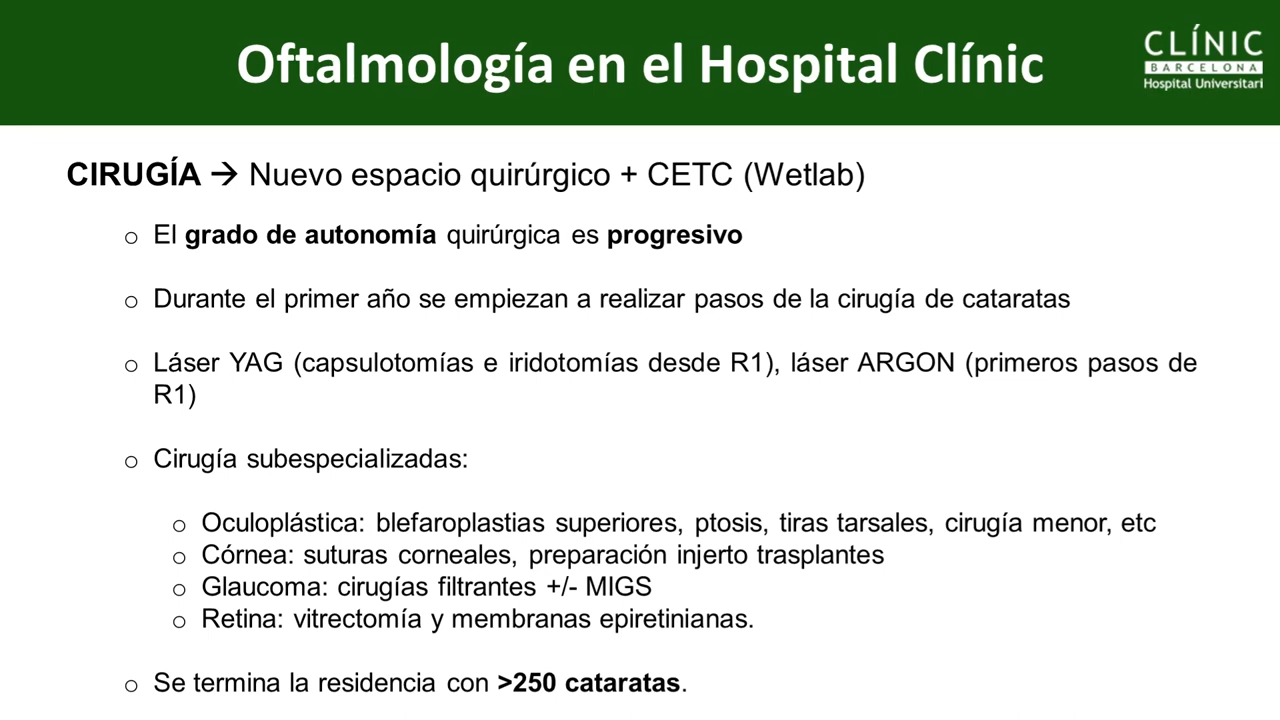 Oftalmología en el Hospital Clínic
CLÍNIC
BARCELONA
Hospital Universitari
CIRUGÍA → Nuevo espacio quirúrgico + CETC (Wetlab)
o El grado de autonomía quirúrgica es progresivo
o Durante el primer año se empiezan a realizar pasos de la cirugía de cataratas
o Láser YAG (capsulotomías e iridotomías desde R1), láser ARGON (primeros pasos de
R1)
o Cirugía subespecializadas:
o Oculoplástica: blefaroplastias superiores, ptosis, tiras tarsales, cirugía menor, etc
o Córnea: suturas corneales, preparación injerto trasplantes
o Glaucoma: cirugías filtrantes +/- MIGS
o Retina: vitrectomía y membranas epiretinianas.
o Se termina la residencia con >250 cataratas.